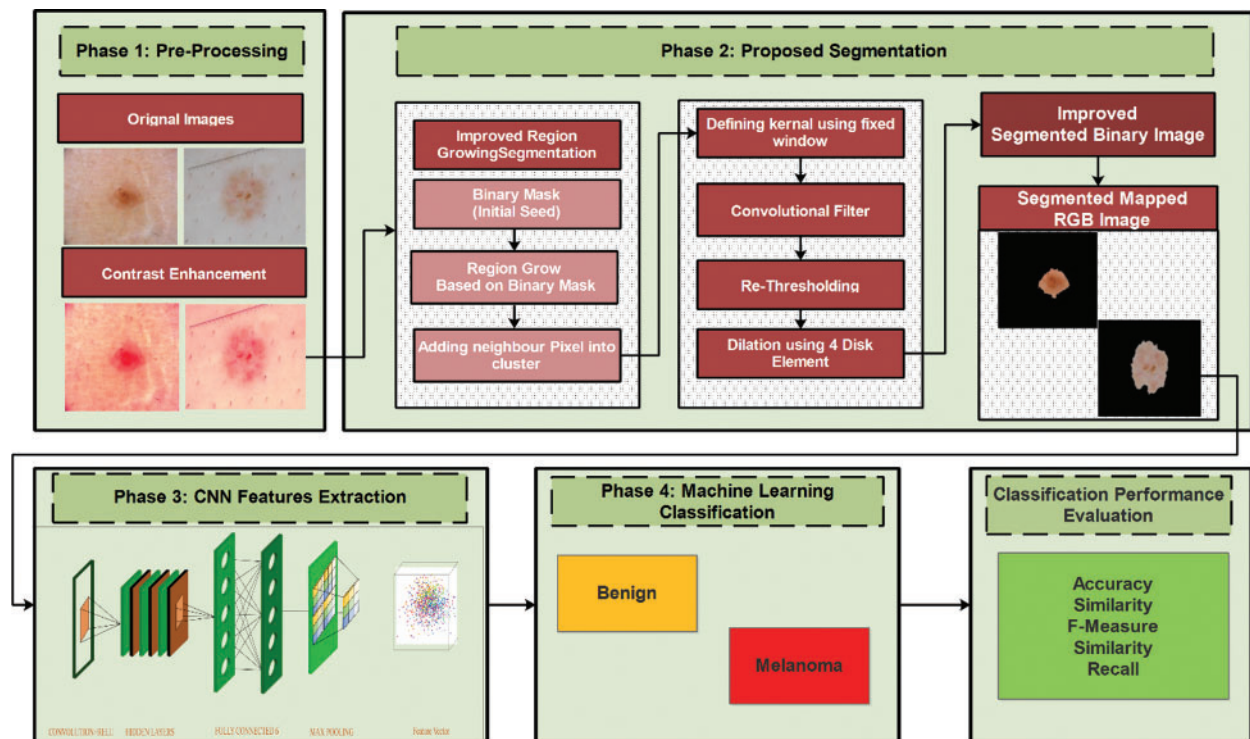 Phase 1: Pre-Processing
Orignal Images
Contrast Enhancement
Phase 2: Proposed Segmentation
Improved Region
GrowingSegmentation
Binary Mask
(Initial Seed)
Region Grow
Based on Binary Mask
Adding neighbour Pixel into
cluster
Defining kernal using fixed
window
Convolutional Filter
Re-Thresholding
Dilation using 4 Disk
Element
Improved
Segmented Binary Image
Segmented Mapped
RGB Image
Phase 3: CNN Features Extraction
CONVOLUTION+RELU
HIDDEN LAYERS
FULLY CONNECTED 6
MAX POOLING
Feature Vector
Phase 4: Machine Learning
Classification
Benign
Melanoma
Classification Performance
Evaluation
Accuracy
Similarity
F-Measure
Similarity
Recall